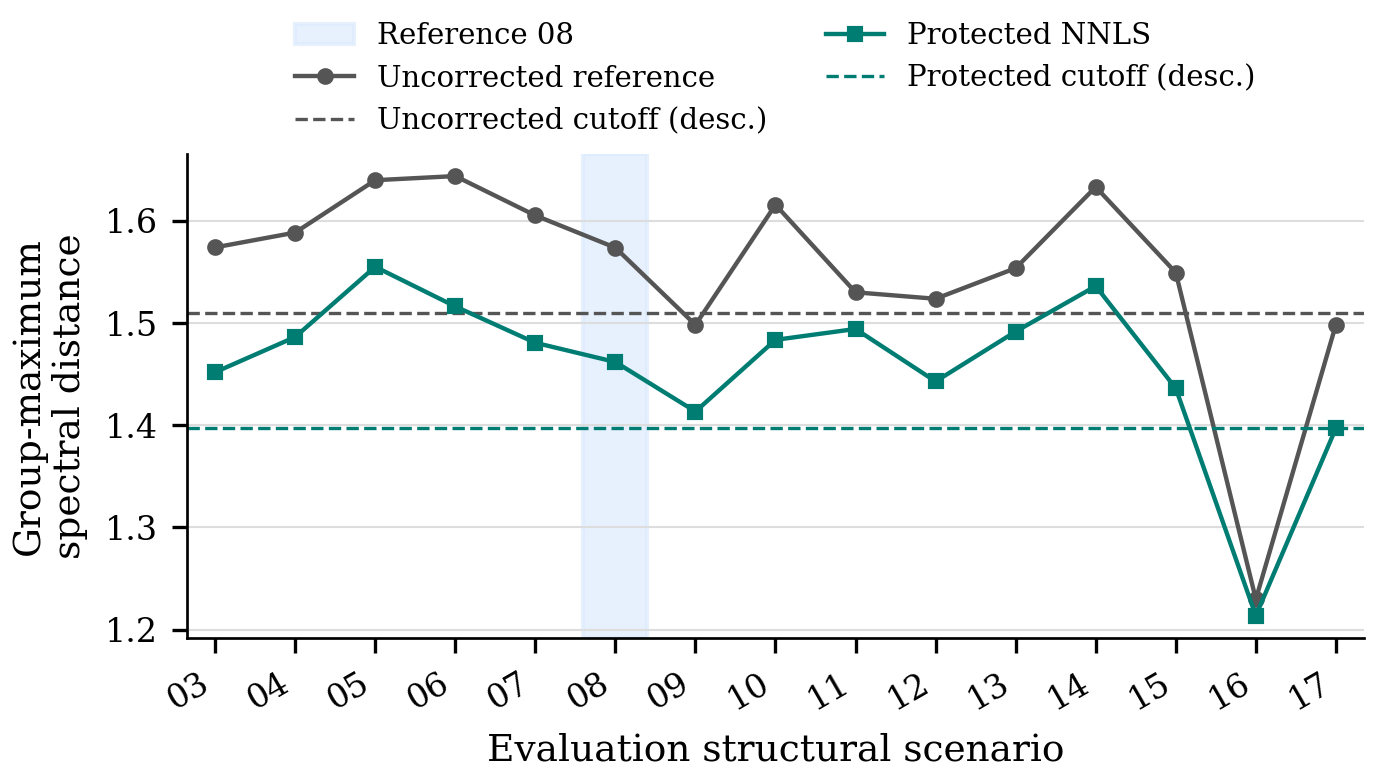 Reference 08
Uncorrected reference
Uncorrected cutoff (desc.)
Protected NNLS
Protected cutoff (desc.)
Group-maximum
spectral distance
1.6
1.5
1.4
1.3
1.2
03 04 05 06 07 08 09 10 11 12 13 14 15 16 17
Evaluation structural scenario